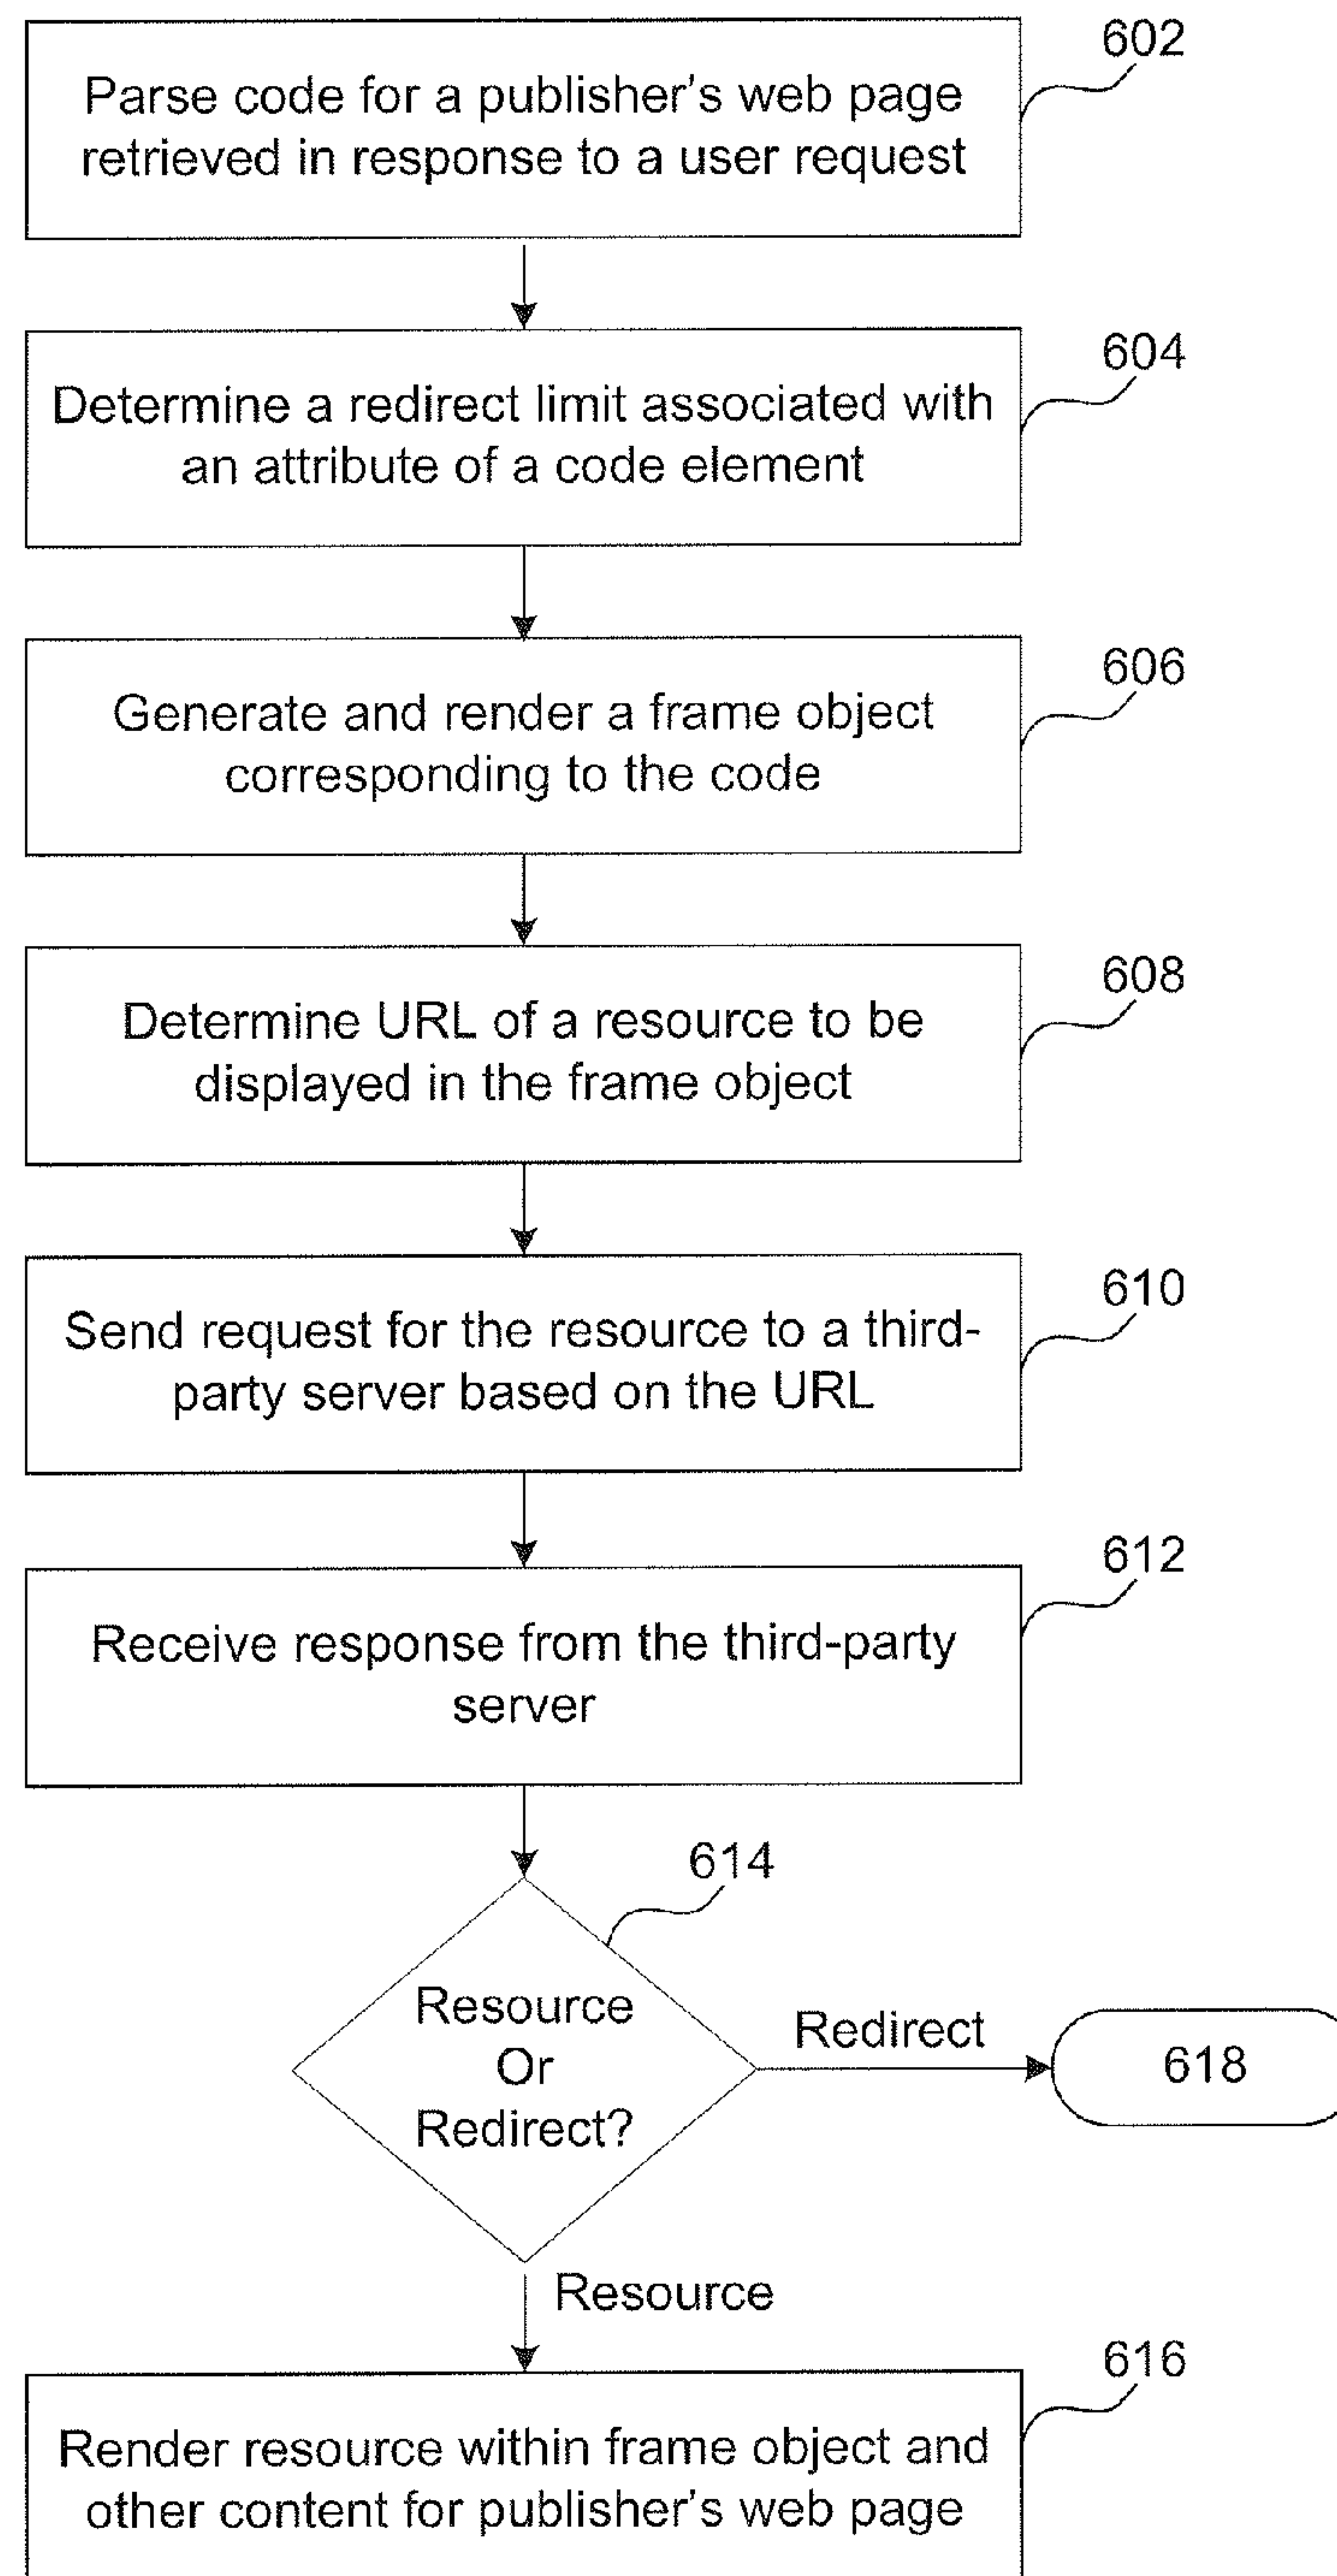 602
Parse code for a publisher's web page
retrieved in response to a user request
604
Determine a redirect limit associated with
an attribute of a code element
606
Generate and render a frame object
corresponding to the code
608
Determine URL of a resource to be
displayed in the frame object
610
Send request for the resource to a third-
party server based on the URL
612
Receive response from the third-party
server
614
Resource
Or
Redirect?
Redirect
618
Resource
616
Render resource within frame object and
other content for publisher's web page